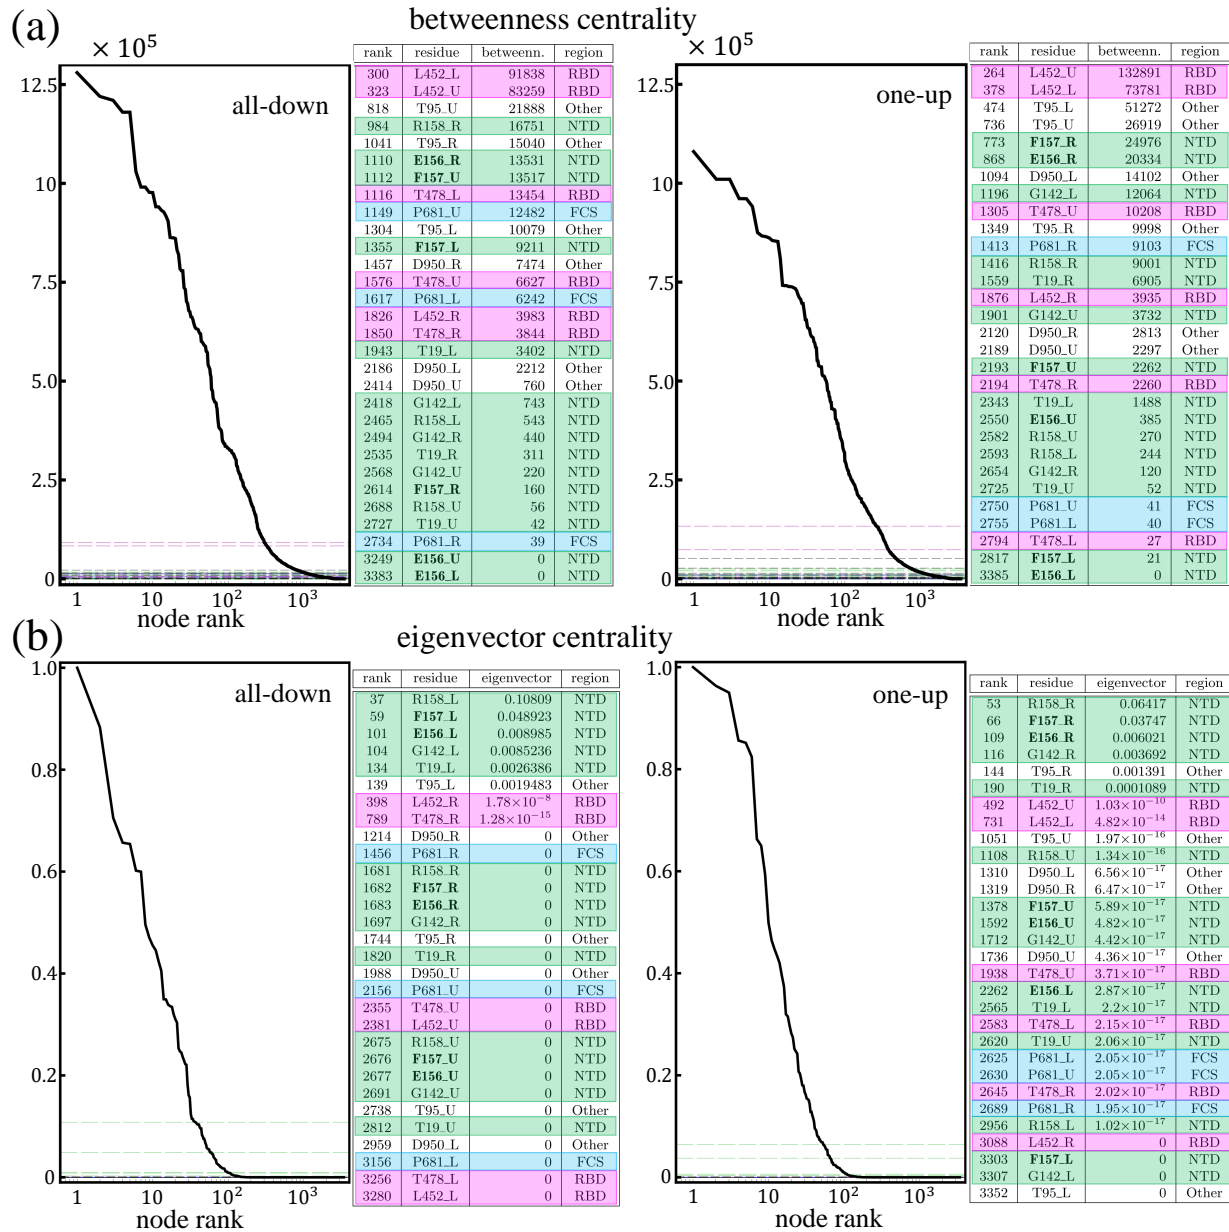 (a)
betweenness centrality
× 10⁵
12.5
10
7.5
5.0
2.5
0
1
10
10²
10³
node rank
all-down
rank residue betweenn. region
300 L452_L 91838 RBD
323 L452_U 83259 RBD
818 T95_U 21888 Other
984 R158_R 16751 NTD
1041 T95_R 15040 Other
1110 E156_R 13531 NTD
1112 F157_U 13517 NTD
1116 T478_L 13454 RBD
1149 P681_U 12482 FCS
1304 T95_L 10079 Other
1355 F157_L 9211 NTD
1457 D950_R 7474 Other
1576 T478_U 6627 RBD
1617 P681_L 6242 FCS
1826 L452_R 3983 RBD
1850 T478_R 3844 RBD
1943 T19_L 3402 NTD
2186 D950_L 2212 Other
2414 D950_U 760 Other
2418 G142_L 743 NTD
2465 R158_L 543 NTD
2494 G142_R 440 NTD
2535 T19_R 311 NTD
2568 G142_U 220 NTD
2614 F157_R 160 NTD
2688 R158_U 56 NTD
2727 T19_U 42 NTD
2734 P681_R 39 FCS
3249 E156_U 0 NTD
3383 E156_L 0 NTD
× 10⁵
12.5
10
7.5
5.0
2.5
0
1
10
10²
10³
node rank
one-up
rank residue betweenn. region
264 L452_U 132891 RBD
378 L452_L 73781 RBD
474 T95_L 51272 Other
736 T95_U 26919 Other
773 F157_R 24976 NTD
868 E156_R 20334 NTD
1094 D950_L 14102 Other
1196 G142_L 12064 NTD
1305 T478_U 10208 RBD
1349 T95_R 9998 Other
1413 P681_R 9103 FCS
1416 R158_R 9001 NTD
1559 T19_R 6905 NTD
1876 L452_R 3935 RBD
1901 G142_U 3732 NTD
2120 D950_R 2813 Other
2189 D950_U 2297 Other
2193 F157_U 2262 NTD
2194 T478_R 2260 RBD
2343 T19_L 1488 NTD
2550 E156_U 385 NTD
2582 R158_U 270 NTD
2593 R158_L 244 NTD
2654 G142_R 120 NTD
2725 T19_U 52 NTD
2750 P681_U 41 FCS
2755 P681_L 40 FCS
2794 T478_L 27 RBD
2817 F157_L 21 NTD
3385 E156_L 0 NTD
(b)
eigenvector centrality
1.0
0.8
0.6
0.4
0.2
0
1
10
10²
10³
node rank
all-down
rank residue eigenvector region
37 R158_L 0.10809 NTD
59 F157_L 0.048923 NTD
101 E156_L 0.008985 NTD
104 G142_L 0.0085236 NTD
134 T19_L 0.0026386 NTD
139 T95_L 0.0019483 Other
398 L452_R 1.78×10⁻⁸ RBD
789 T478_R 1.28×10⁻¹⁵ RBD
1214 D950_R 0 Other
1456 P681_R 0 FCS
1681 R158_R 0 NTD
1682 F157_R 0 NTD
1683 E156_R 0 NTD
1697 G142_R 0 NTD
1744 T95_R 0 Other
1820 T19_R 0 NTD
1988 D950_U 0 Other
2156 P681_U 0 FCS
2355 T478_U 0 RBD
2381 L452_U 0 RBD
2675 R158_U 0 NTD
2676 F157_U 0 NTD
2677 E156_U 0 NTD
2691 G142_U 0 NTD
2738 T95_U 0 Other
2812 T19_U 0 NTD
2959 D950_L 0 Other
3156 P681_L 0 FCS
3256 T478_L 0 RBD
3280 L452_L 0 RBD
1.0
0.8
0.6
0.4
0.2
0
1
10
10²
10³
node rank
one-up
rank residue eigenvector region
53 R158_R 0.06417 NTD
66 F157_R 0.03747 NTD
109 E156_R 0.006021 NTD
116 G142_R 0.003692 NTD
144 T95_R 0.001391 Other
190 T19_R 0.0001089 NTD
492 L452_U 1.03×10⁻¹⁰ RBD
731 L452_L 4.82×10⁻¹⁴ RBD
1051 T95_U 1.97×10⁻¹⁶ Other
1108 R158_U 1.34×10⁻¹⁶ NTD
1310 D950_L 6.56×10⁻¹⁷ Other
1319 D950_R 6.47×10⁻¹⁷ Other
1378 F157_U 5.89×10⁻¹⁷ NTD
1592 E156_U 4.82×10⁻¹⁷ NTD
1712 G142_U 4.42×10⁻¹⁷ NTD
1736 D950_U 4.36×10⁻¹⁷ Other
1938 T478_U 3.71×10⁻¹⁷ RBD
2262 E156_L 2.87×10⁻¹⁷ NTD
2565 T19_L 2.2×10⁻¹⁷ NTD
2583 T478_L 2.15×10⁻¹⁷ RBD
2620 T19_U 2.06×10⁻¹⁷ NTD
2625 P681_L 2.05×10⁻¹⁷ FCS
2630 P681_U 2.05×10⁻¹⁷ FCS
2645 T478_R 2.02×10⁻¹⁷ RBD
2689 P681_R 1.95×10⁻¹⁷ FCS
2956 R158_L 1.02×10⁻¹⁷ NTD
3088 L452_R 0 RBD
3303 F157_L 0 NTD
3307 G142_L 0 NTD
3352 T95_L 0 Other